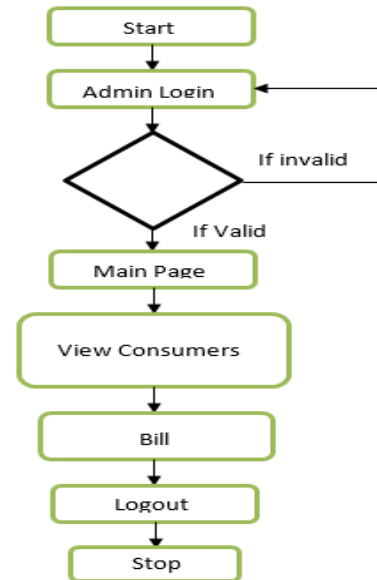 Start
Admin Login
If invalid
If Valid
Main Page
View Consumers
Bill
Logout
Stop